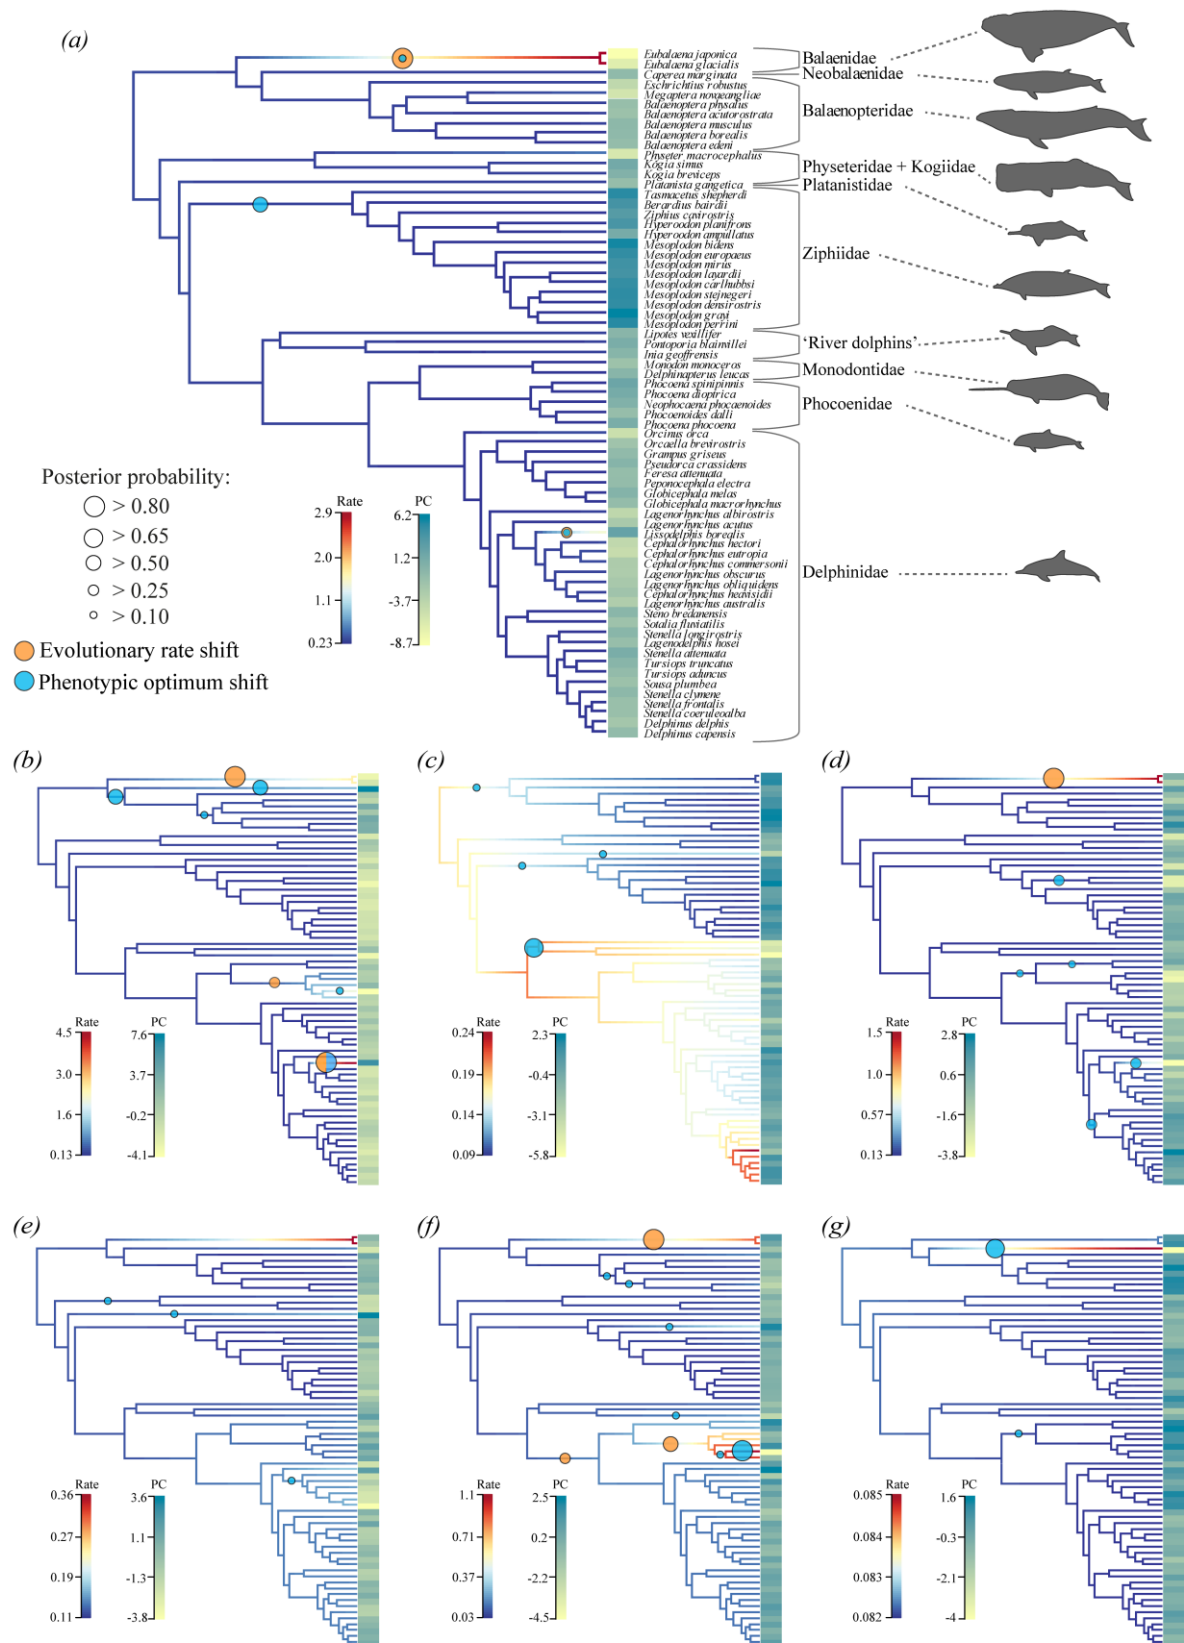 (a)
Eubalaena japonica
Eubalaena glacialis
Caperea marginata
Eschrichtius robustus
Megaptera novaeangliae
Balaenoptera physalus
Balaenoptera acutorostrata
Balaenoptera musculus
Balaenoptera borealis
Balaenoptera edeni
Physeter macrocephalus
Kogia simus
Kogia breviceps
Platanista gangetica
Tasmacetus shepherdi
Berardius bairdii
Ziphius cavirostris
Hyperoodon planifrons
Hyperoodon ampullatus
Mesoplodon bidens
Mesoplodon europaeus
Mesoplodon mirus
Mesoplodon layardii
Mesoplodon carlhubbsi
Mesoplodon stejnegeri
Mesoplodon densirostris
Mesoplodon grayi
Mesoplodon perrini
Lipotes vexillifer
Pontoporia blainvillei
Inia geoffrensis
Monodon monoceros
Delphinapterus leucas
Phocoena spinipinnis
Phocoena dioptrica
Neophocaena phocaenoides
Phocoenoides dalli
Phocoena phocoena
Orcinus orca
Orcaella brevirostris
Grampus griseus
Pseudorca crassidens
Feresa attenuata
Peponocephala electra
Globicephala melas
Globicephala macrorhynchus
Lagenorhynchus albirostris
Lagenorhynchus acutus
Lissodelphis borealis
Cephalorhynchus hectori
Cephalorhynchus eutropia
Cephalorhynchus commersonii
Lagenorhynchus obscurus
Lagenorhynchus obliquidens
Cephalorhynchus heavisidii
Lagenorhynchus australis
Steno bredanensis
Sotalia fluviatilis
Stenella longirostris
Lagenodelphis hosei
Stenella attenuata
Tursiops truncatus
Tursiops aduncus
Sousa plumbea
Stenella clymene
Stenella frontalis
Stenella coeruleoalba
Delphinus delphis
Delphinus capensis
Balaenidae
Neobalaenidae
Balaenopteridae
Physeteridae + Kogiidae
Platanistidae
Ziphiidae
‘River dolphins’
Monodontidae
Phocoenidae
Delphinidae
Posterior probability:
> 0.80
> 0.65
> 0.50
> 0.25
> 0.10
Evolutionary rate shift
Phenotypic optimum shift
Rate
2.9
2.0
1.1
0.23
PC
6.2
1.2
-3.7
-8.7
(b)
Rate
4.5
3.0
1.6
0.13
PC
7.6
3.7
-0.2
-4.1
(c)
Rate
0.24
0.19
0.14
0.09
PC
2.3
-0.4
-3.1
-5.8
(d)
Rate
1.5
1.0
0.57
0.13
PC
2.8
0.6
-1.6
-3.8
(e)
Rate
0.36
0.27
0.19
0.11
PC
3.6
1.1
-1.3
-3.8
(f)
Rate
1.1
0.71
0.37
0.03
PC
2.5
0.2
-2.2
-4.5
(g)
Rate
0.085
0.084
0.083
0.082
PC
1.6
-0.3
-2.1
-4